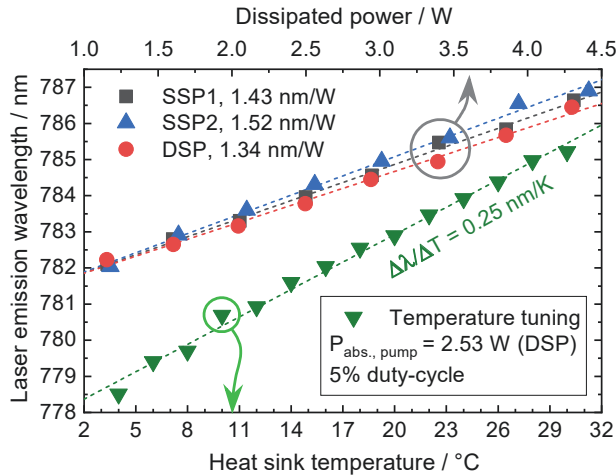 Dissipated power / W
1.0 1.5 2.0 2.5 3.0 3.5 4.0 4.5
Laser emission wavelength / nm
787
786
785
784
783
782
781
780
779
778
SSP1, 1.43 nm/W
SSP2, 1.52 nm/W
DSP, 1.34 nm/W
Δλ/ΔT = 0.25 nm/K
Temperature tuning
Pabs., pump = 2.53 W (DSP)
5% duty-cycle
2 5 8 11 14 17 20 23 26 29 32
Heat sink temperature / °C